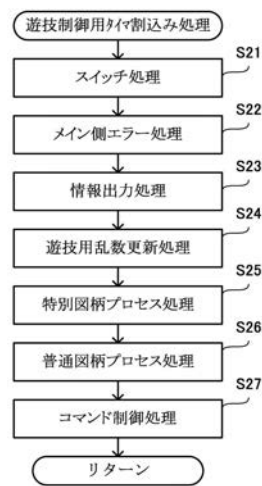 遊技制御用ﾀｲﾏ割込み処理
S21
スイッチ処理
S22
メイン側エラー処理
S23
情報出力処理
S24
遊技用乱数更新処理
S25
特別図柄プロセス処理
S26
普通図柄プロセス処理
S27
コマンド制御処理
リターン